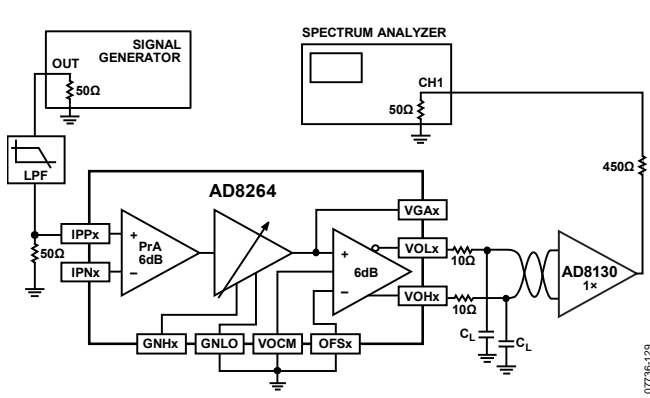 SPECTRUM ANALYZER
SIGNAL
GENERATOR
OUT
50Ω
CH1
50Ω
LPF
450Ω
AD8264
VGAx
IPPx
+
PrA
6dB
–
50Ω
IPNx
+
6dB
–
VOLx
10Ω
VOHx
10Ω
AD8130
1×
GNHx
GNLO
VOCM
OFSx
CL
CL
07736-129